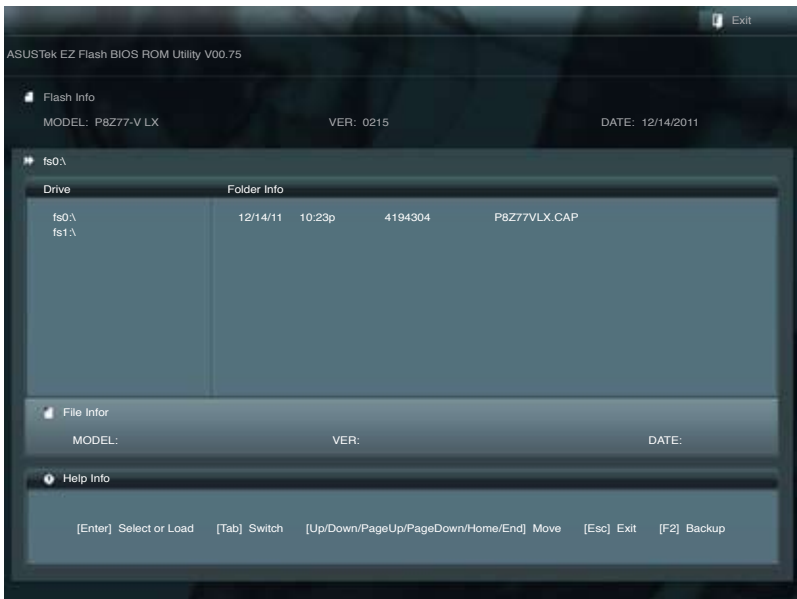 Exit
ASUSTek EZ Flash BIOS ROM Utility V00.75
Flash Info
MODEL: P8Z77-V LX VER: 0215 DATE: 12/14/2011
fs0:\
Drive Folder Info
fs0:\ 12/14/11 10:23p 4194304 P8Z77VLX.CAP
fs1:\
File Infor
MODEL: VER: DATE:
Help Info
[Enter] Select or Load [Tab] Switch [Up/Down/PageUp/PageDown/Home/End] Move [Esc] Exit [F2] Backup